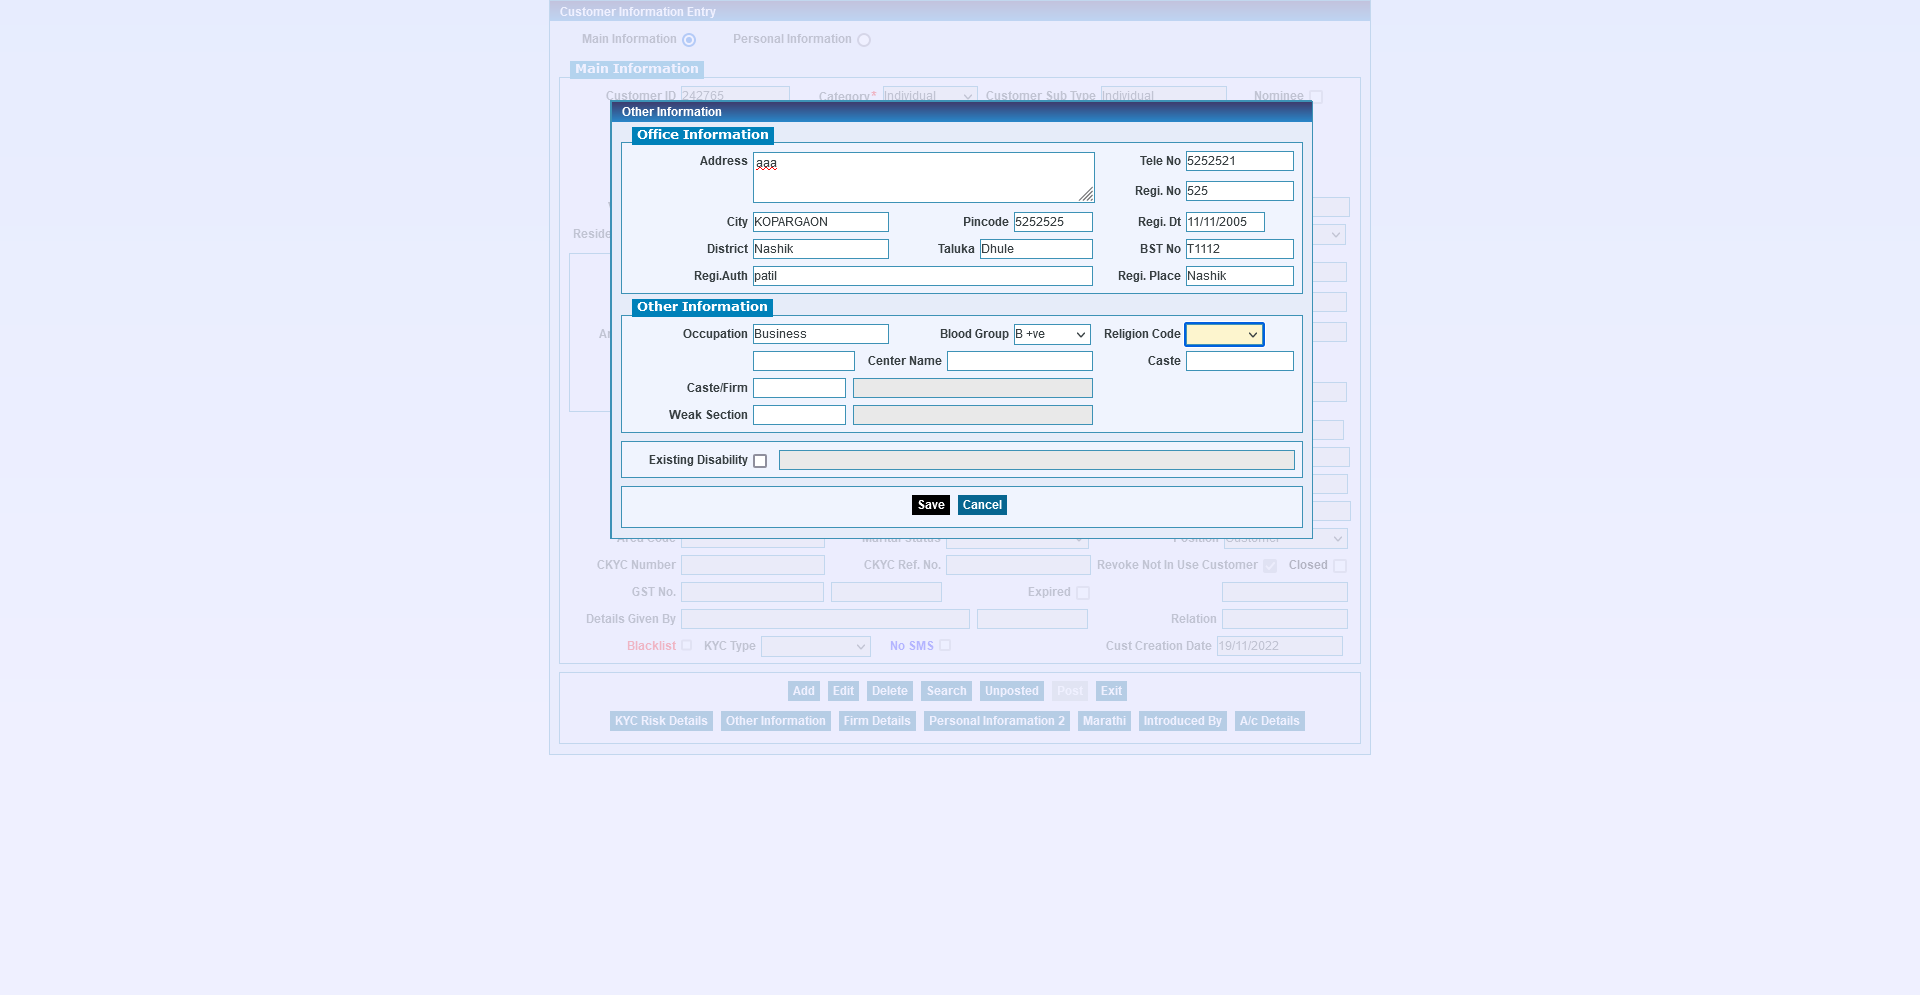 Customer Information Entry
Main Information Personal Information
Main Information
Customer ID 242765 Category* Individual Customer Sub Type Individual Nominee
Other Information
Office Information
Address aaa Tele No 5252521
Regi. No 525
City KOPARGAON Pincode 5252525 Regi. Dt 11/11/2005
District Nashik Taluka Dhule BST No T1112
Regi.Auth patil Regi. Place Nashik
Other Information
Occupation Business Blood Group B +ve Religion Code
Center Name Caste
Caste/Firm
Weak Section
Existing Disability
Save Cancel
Area Code Marital Status Position Customer
CKYC Number CKYC Ref. No. Revoke Not In Use Customer Closed
GST No. Expired
Details Given By Relation
Blacklist KYC Type No SMS Cust Creation Date 19/11/2022
Add Edit Delete Search Unposted Post Exit
KYC Risk Details Other Information Firm Details Personal Inforamation 2 Marathi Introduced By A/c Details